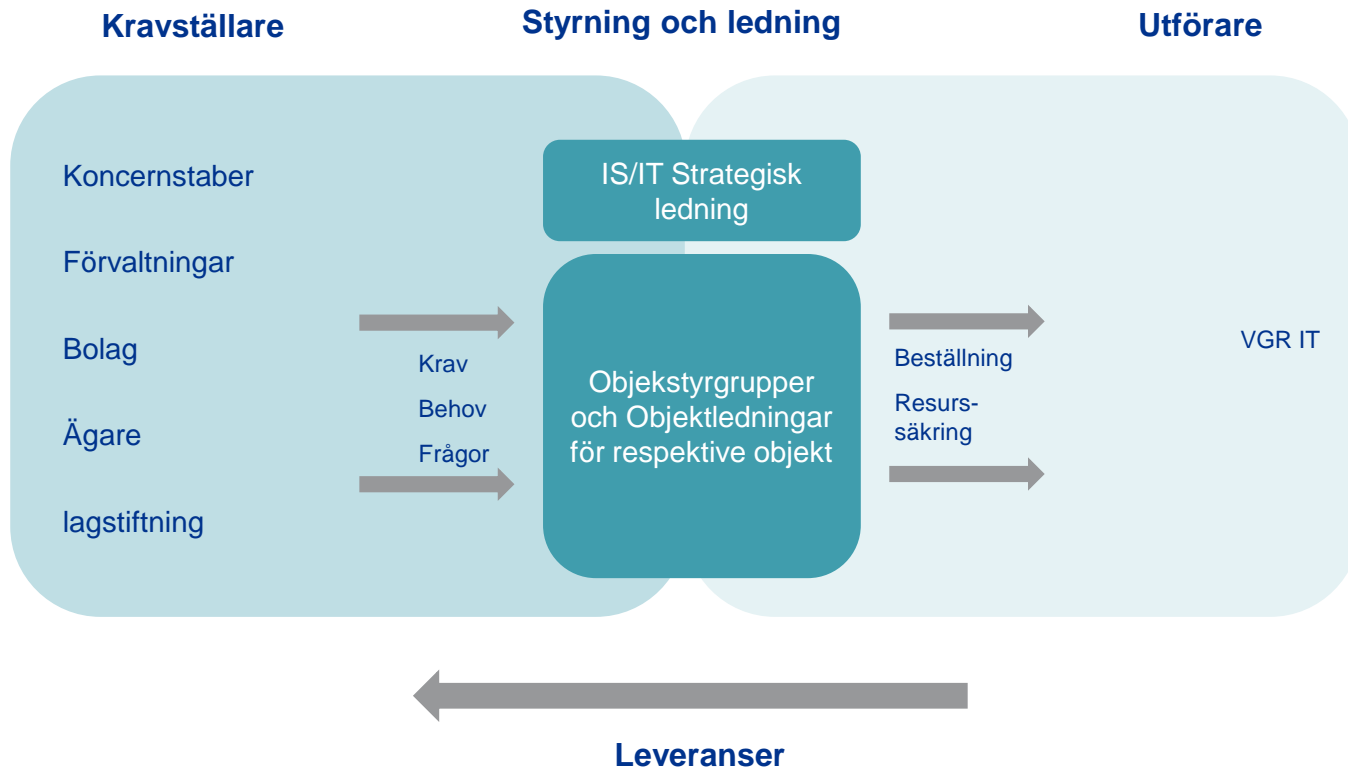 Kravställare
Styrning och ledning
Utförare
Koncernstaber
Förvaltningar
Bolag
Ägare
lagstiftning
Krav
Behov
Frågor
IS/IT Strategisk
ledning
Objekstyrgrupper
och Objektledningar
för respektive objekt
Beställning
Resurs-
säkring
VGR IT
Leveranser